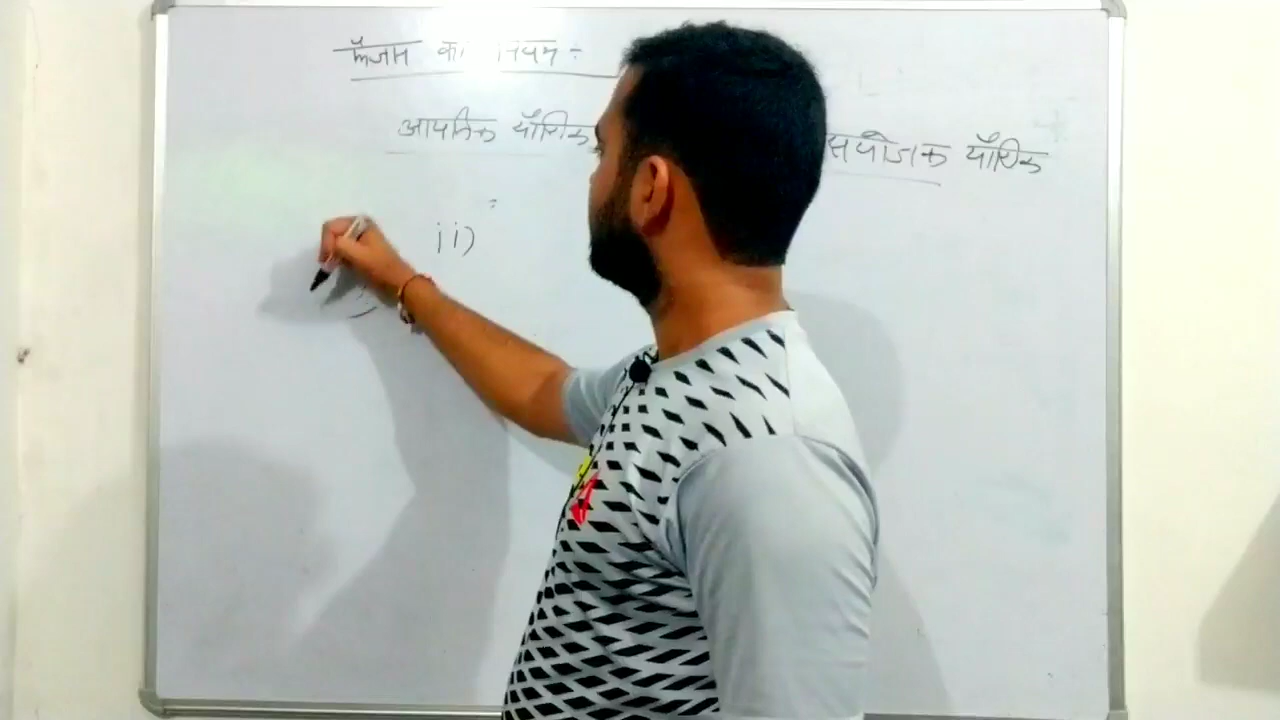 फैजान का नियम :-
आयनिक यौगिक सयोजक यौगिक
ii)